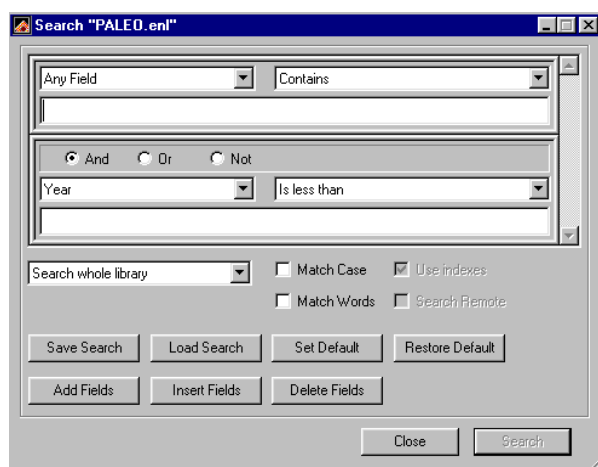 Search "PALEO.enl"
Any Field Contains
And Or Not
Year Is less than
Search whole library Match Case Use indexes
Match Words Search Remote
Save Search Load Search Set Default Restore Default
Add Fields Insert Fields Delete Fields
Close Search